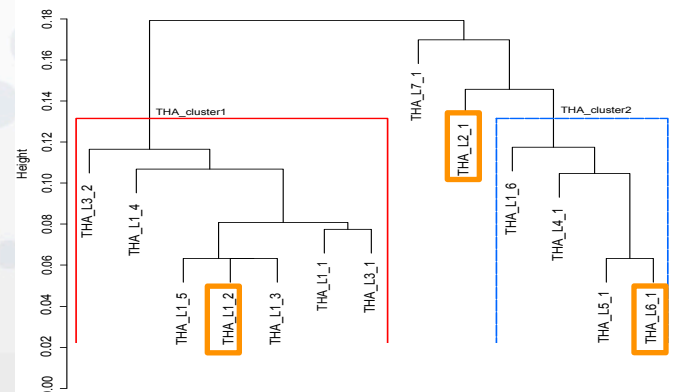 0.18
0.16
0.14
0.12
0.10
0.08
0.06
0.04
0.02
0.00
Height
THA_cluster1
THA_cluster2
THA_L3_2
THA_L1_4
THA_L1_5
THA_L1_2
THA_L1_3
THA_L1_1
THA_L3_1
THA_L7_1
THA_L2_1
THA_L1_6
THA_L4_1
THA_L5_1
THA_L6_1